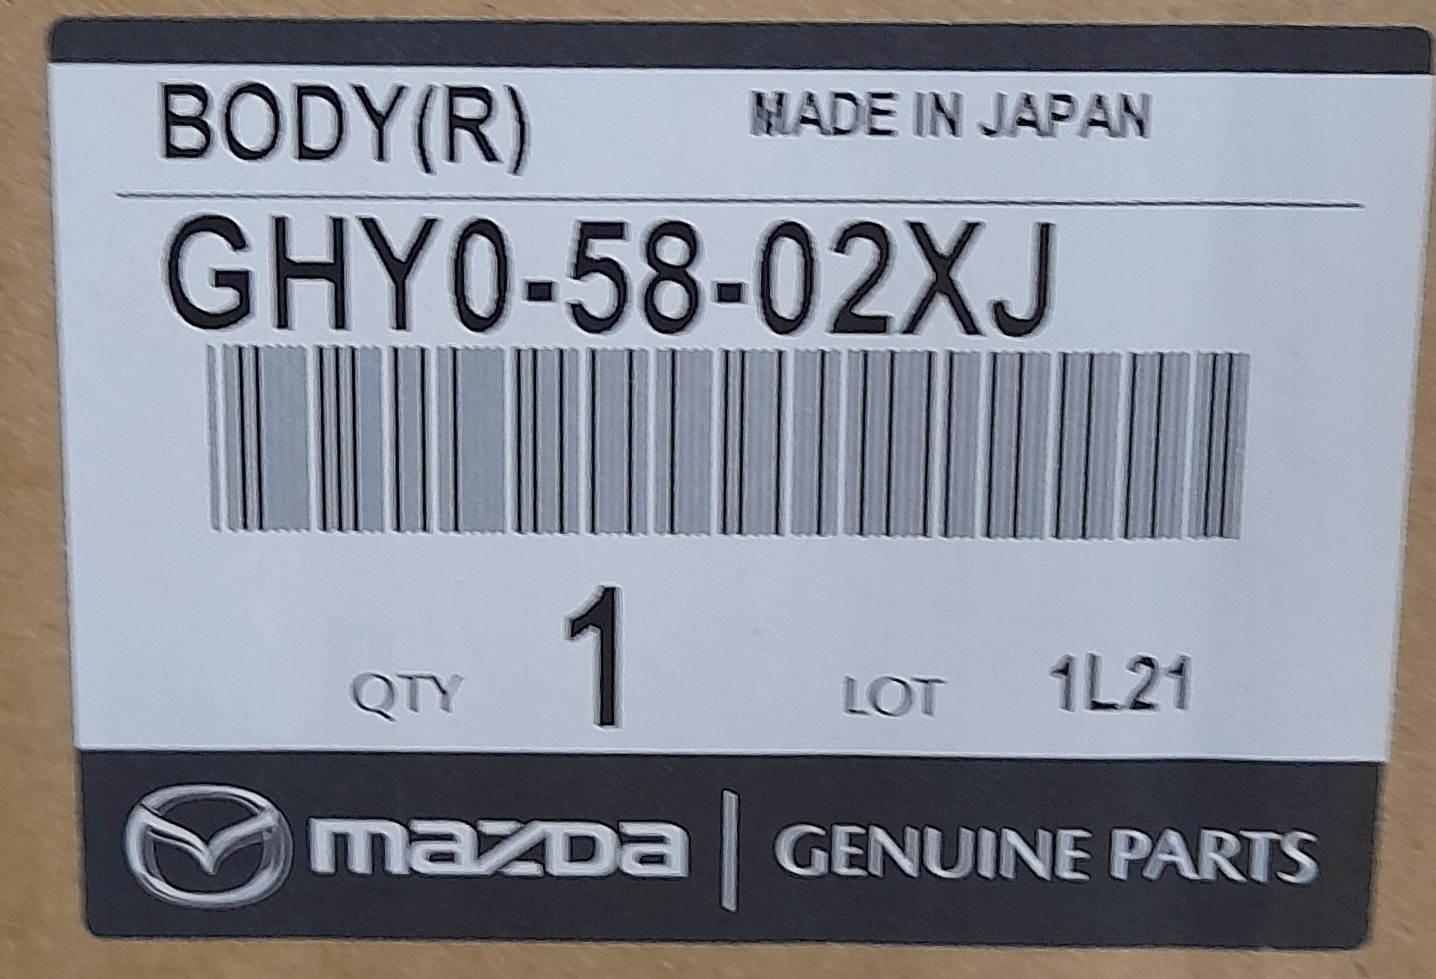 BODY(R) MADE IN JAPAN
GHY0-58-02XJ
QTY 1 LOT 1L21
mazda | GENUINE PARTS